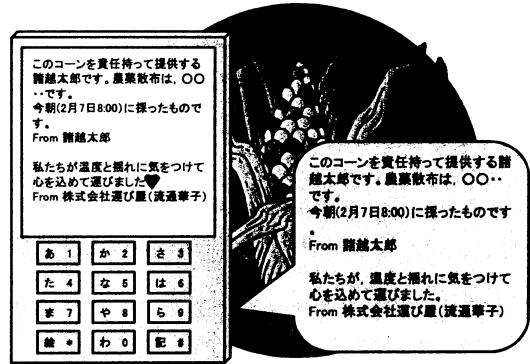 このコーンを責任持って提供する
諸越太郎です。農薬散布は,〇〇
‥です。
今朝(2月7日8:00)に採ったもので
す。
From 諸越太郎
私たちが温度と揺れに気をつけて
心を込めて運びました♥
From 株式会社運び屋(流通華子)
あ 1
か 2
さ 3
た 4
な 5
は 6
ま 7
や 8
ら 9
絵 *
わ 0
記 #
このコーンを責任持って提供する諸
越太郎です。農薬散布は,〇〇‥
です。
今朝(2月7日8:00)に採ったものです
。
From 諸越太郎
私たちが,温度と揺れに気をつけて
心を込めて運びました。
From 株式会社運び屋(流通華子)